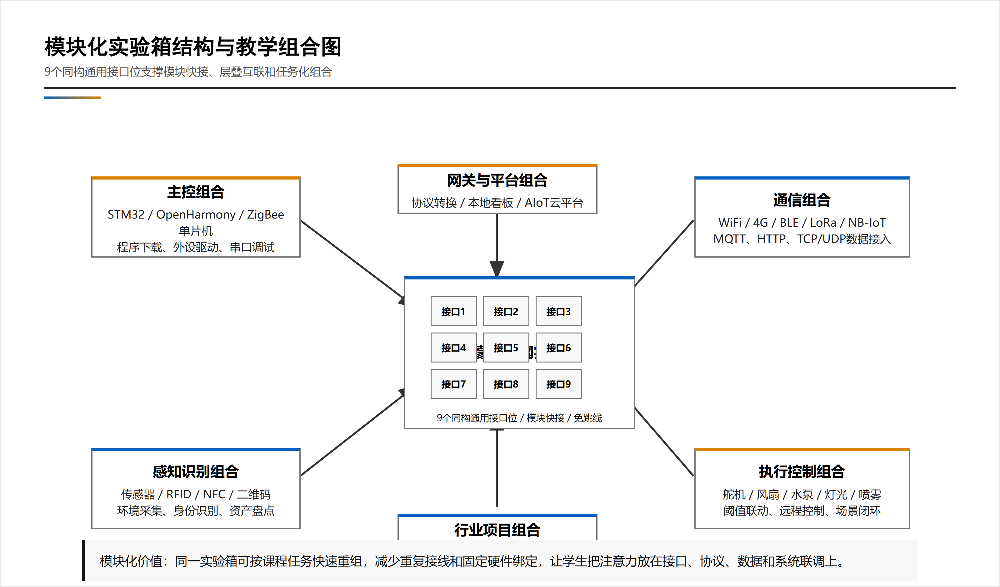 模块化实验箱结构与教学组合图
9个同构通用接口位支撑模块快接、层叠互联和任务化组合
主控组合
STM32 / OpenHarmony / ZigBee
单片机
程序下载、外设驱动、串口调试
网关与平台组合
协议转换 / 本地看板 / AIoT云平台
通信组合
WiFi / 4G / BLE / LoRa / NB-IoT
MQTT、HTTP、TCP/UDP数据接入
接口1
接口2
接口3
接口4
接口5
接口6
接口7
接口8
接口9
9个同构通用接口位 / 模块快接 / 免跳线
感知识别组合
传感器 / RFID / NFC / 二维码
环境采集、身份识别、资产盘点
行业项目组合
执行控制组合
舵机 / 风扇 / 水泵 / 灯光 / 喷雾
阈值联动、远程控制、场景闭环
模块化价值：同一实验箱可按课程任务快速重组，减少重复接线和固定硬件绑定，让学生把注意力放在接口、协议、数据和系统联调上。